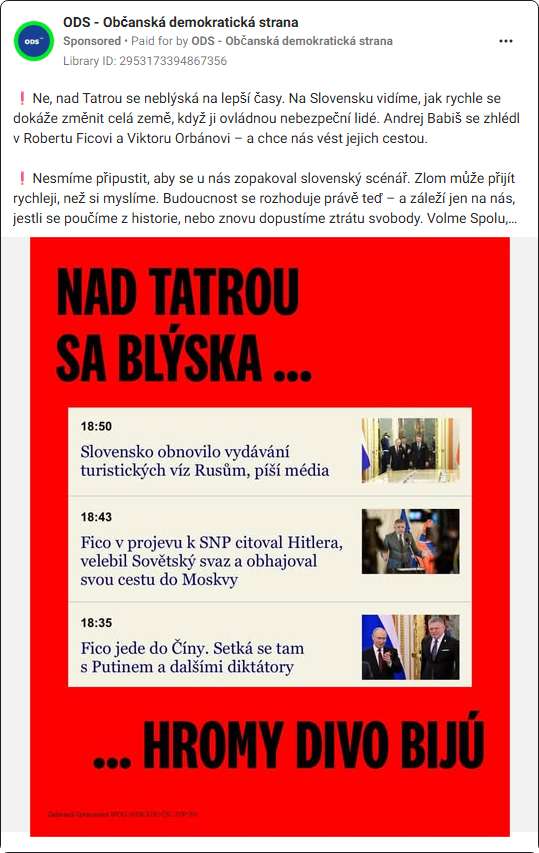 ODS - Občanská demokratická strana
Sponsored • Paid for by ODS - Občanská demokratická strana
Library ID: 2953173394867356
ODS
❗ Ne, nad Tatrou se neblýská na lepší časy. Na Slovensku vidíme, jak rychle se
dokáže změnit celá země, když ji ovládnou nebezpeční lidé. Andrej Babiš se zhlédl
v Robertu Ficovi a Viktoru Orbánovi – a chce nás vést jejich cestou.
❗ Nesmíme připustit, aby se u nás zopakoval slovenský scénář. Zlom může přijít
rychleji, než si myslíme. Budoucnost se rozhoduje právě teď – a záleží jen na nás,
jestli se poučíme z historie, nebo znovu dopustíme ztrátu svobody. Volme Spolu,...
NAD TATROU
SA BLÝSKA ...
18:50
Slovensko obnovilo vydávání
turistických víz Rusům, píší média
18:43
Fico v projevu k SNP citoval Hitlera,
velebil Sovětský svaz a obhajoval
svou cestu do Moskvy
18:35
Fico jede do Číny. Setká se tam
s Putinem a dalšími diktátory
... HROMY DIVO BIJÚ